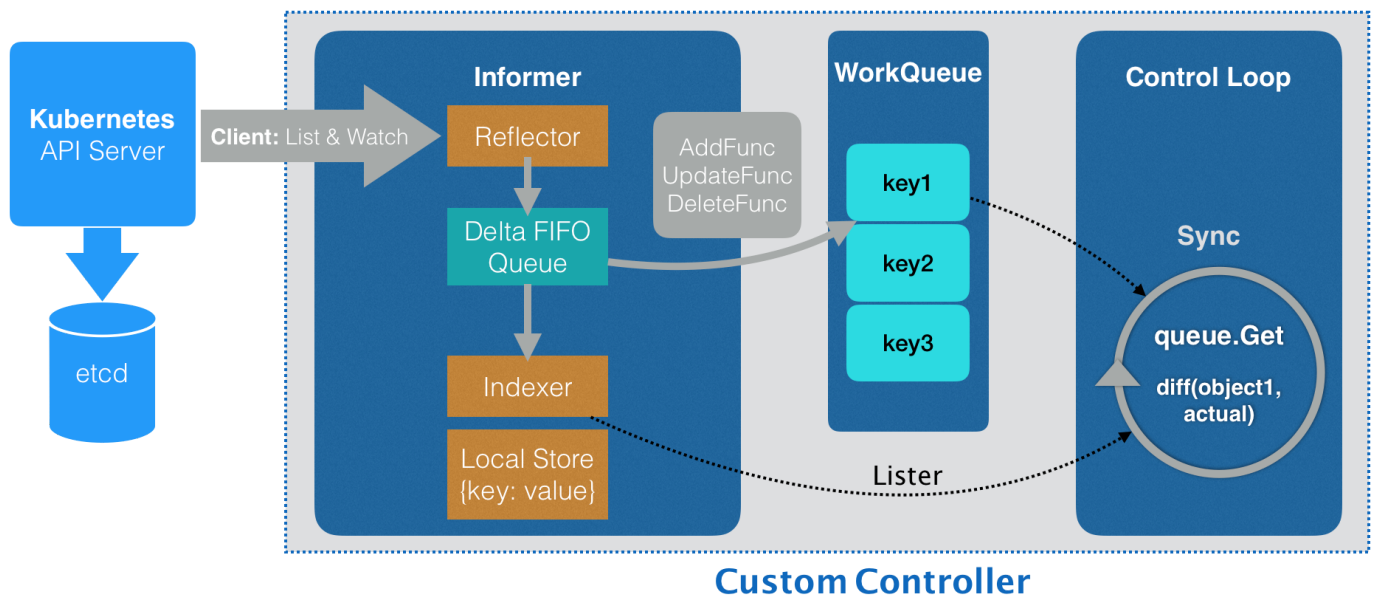 Kubernetes
API Server
etcd
Client: List & Watch
Informer
Reflector
Delta FIFO
Queue
Indexer
Local Store
{key: value}
AddFunc
UpdateFunc
DeleteFunc
WorkQueue
key1
key2
key3
Lister
Control Loop
Sync
queue.Get
diff(object1,
actual)
Custom Controller